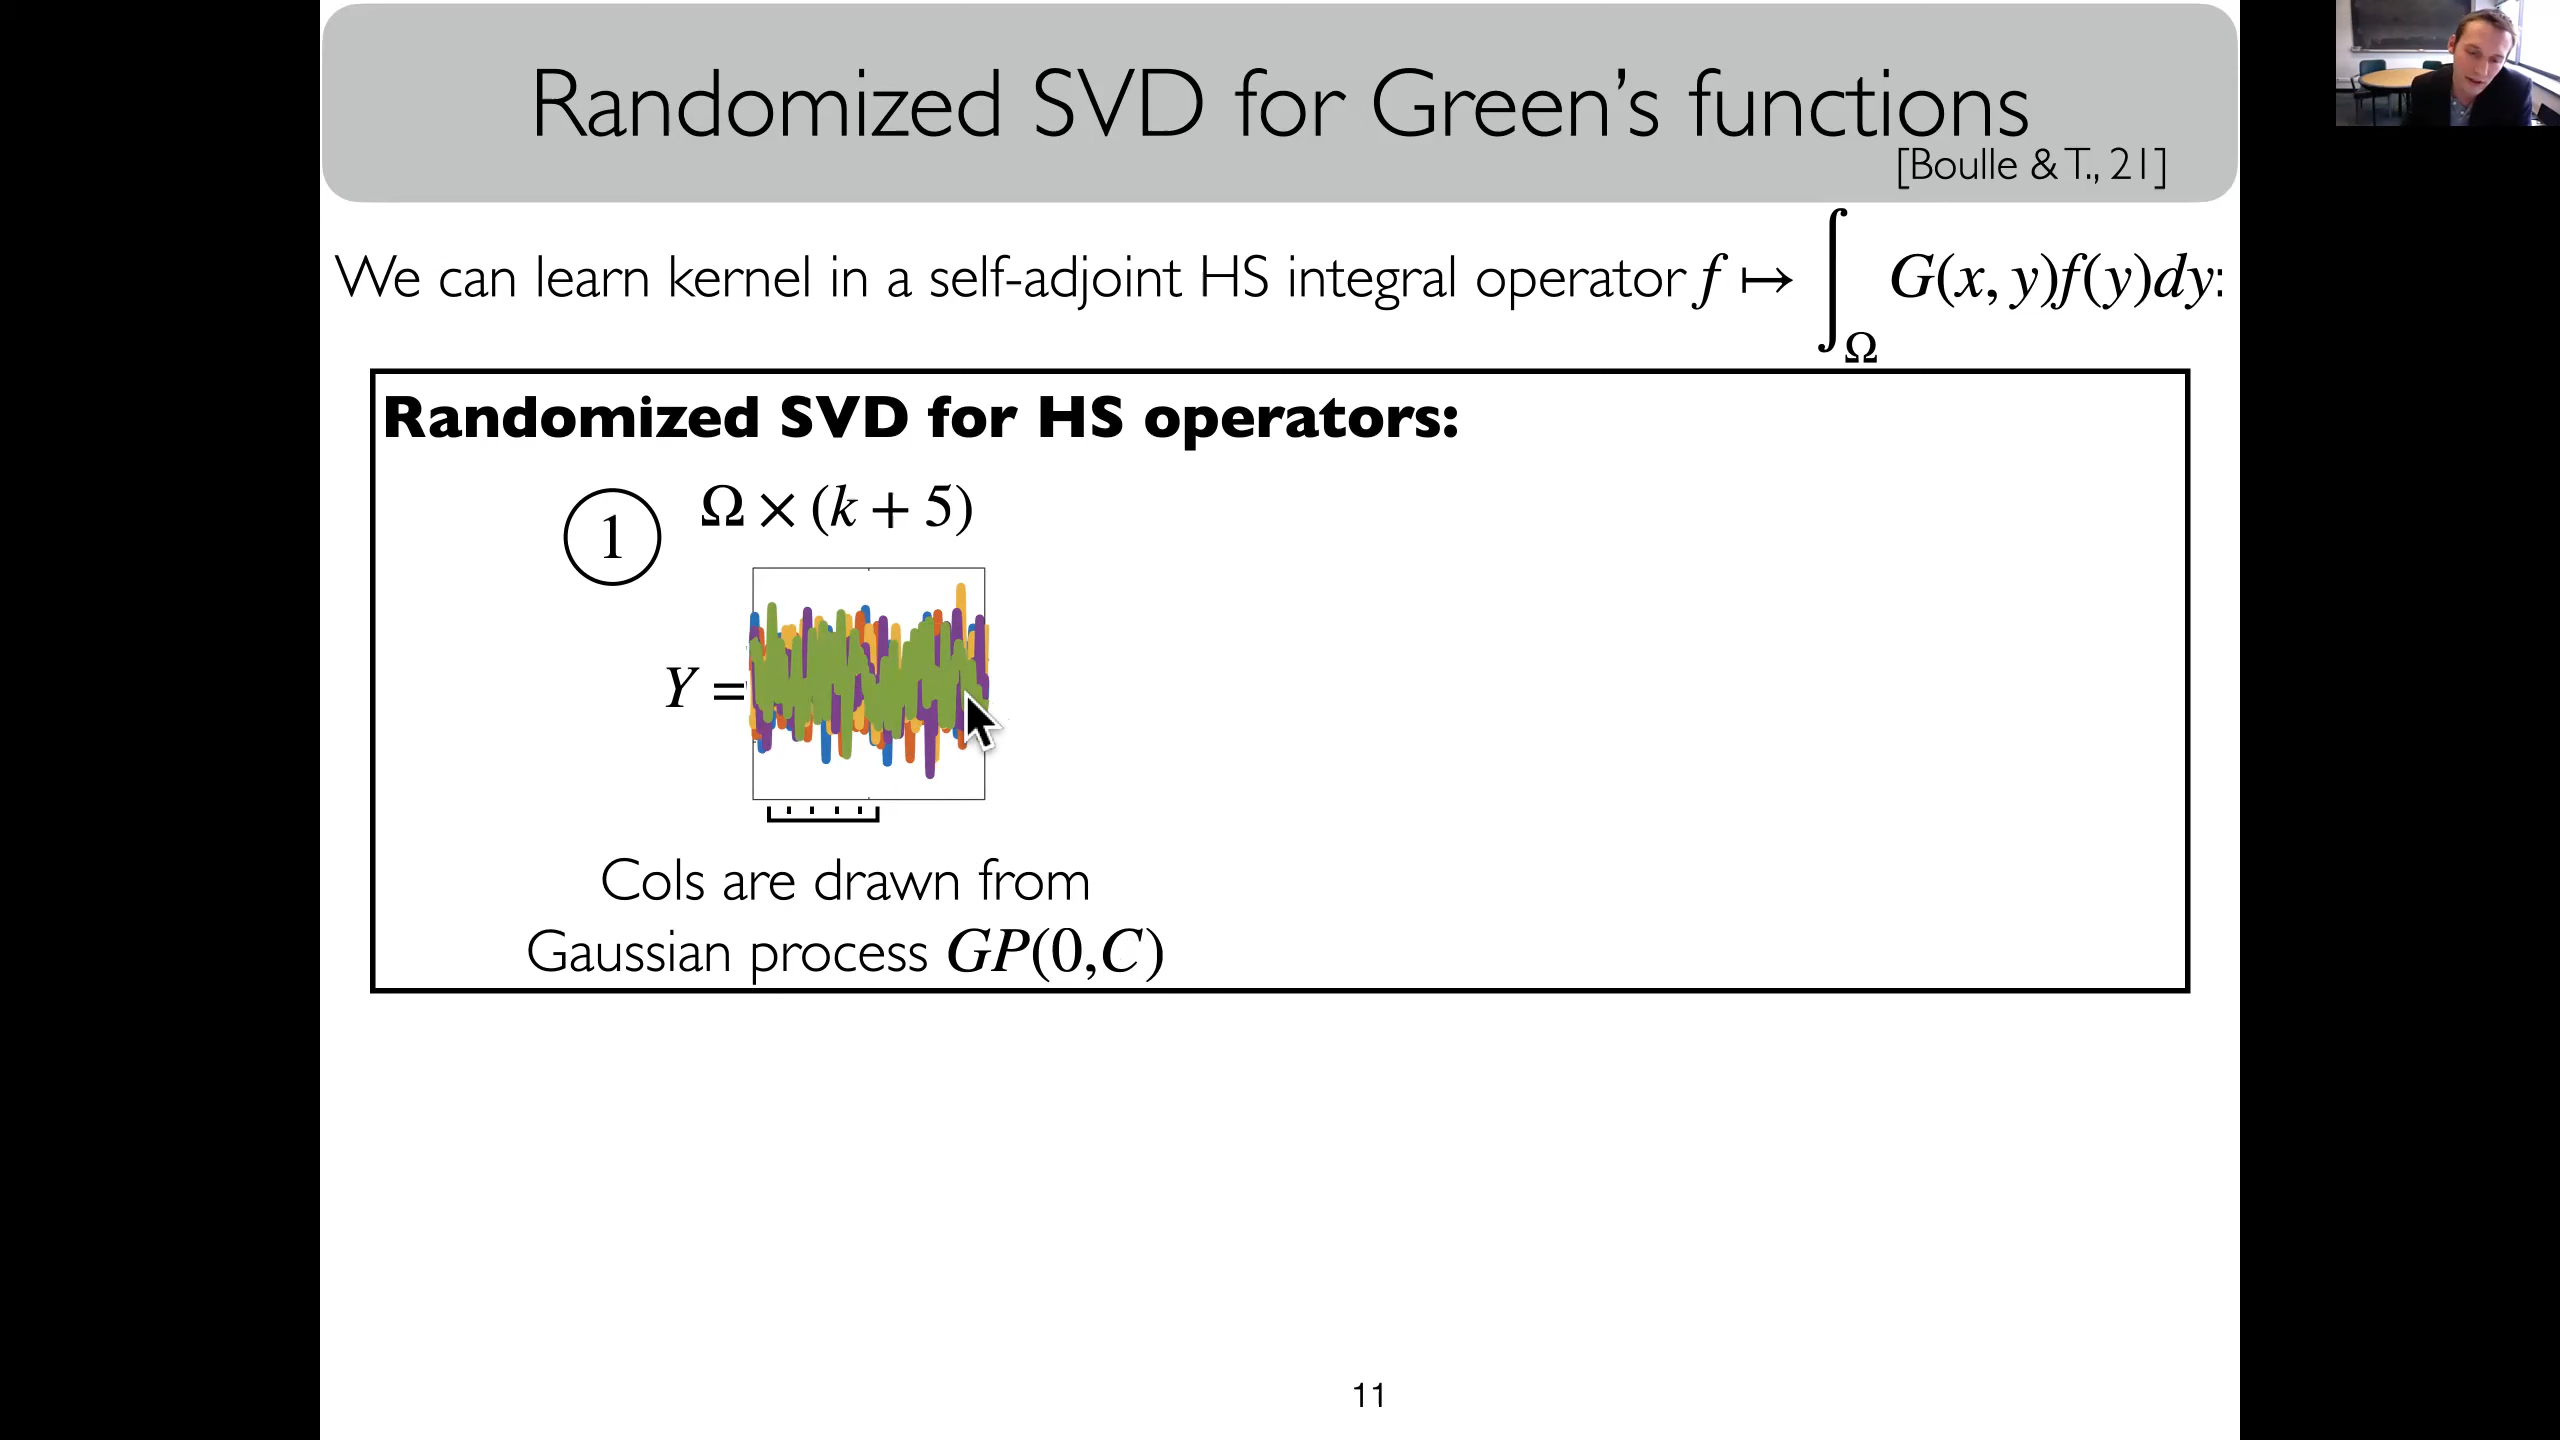 Randomized SVD for Green’s functions
[Boulle & T., 21]
We can learn kernel in a self-adjoint HS integral operator f ↦ ∫_Ω G(x, y)f(y)dy:
Randomized SVD for HS operators:
1
Ω × (k + 5)
Y =
Cols are drawn from
Gaussian process GP(0,C)
11